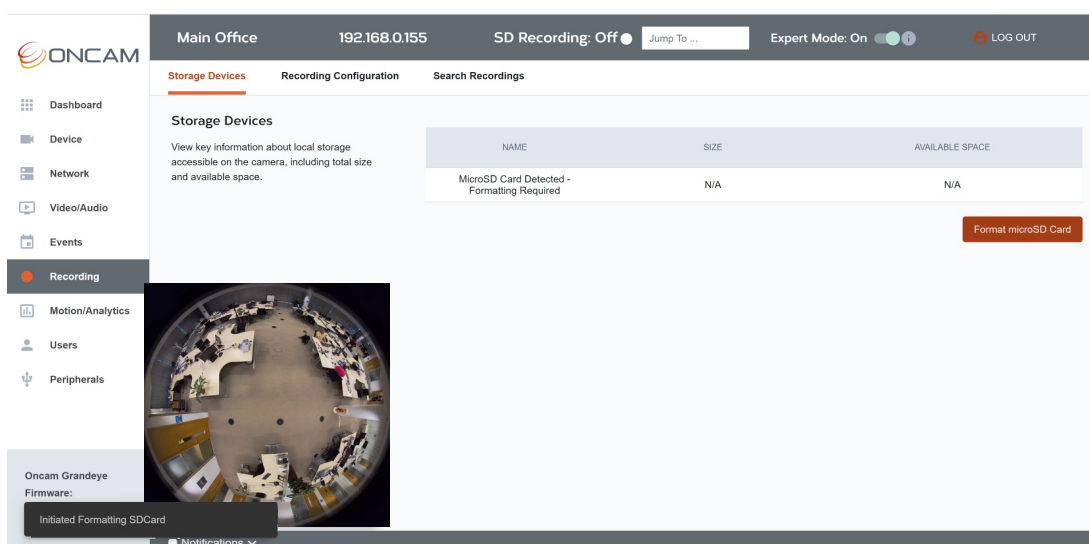 ONCAM
Main Office
192.168.0.155
SD Recording: Off
Jump To ...
Expert Mode: On
i
LOG OUT
Storage Devices
Recording Configuration
Search Recordings
Dashboard
Device
Network
Video/Audio
Events
Recording
Motion/Analytics
Users
Peripherals
Oncam Grandeye
Firmware:
Storage Devices
View key information about local storage
accessible on the camera, including total size
and available space.
NAME
SIZE
AVAILABLE SPACE
MicroSD Card Detected -
Formatting Required
N/A
N/A
Format microSD Card
Initiated Formatting SDCard
Notifications